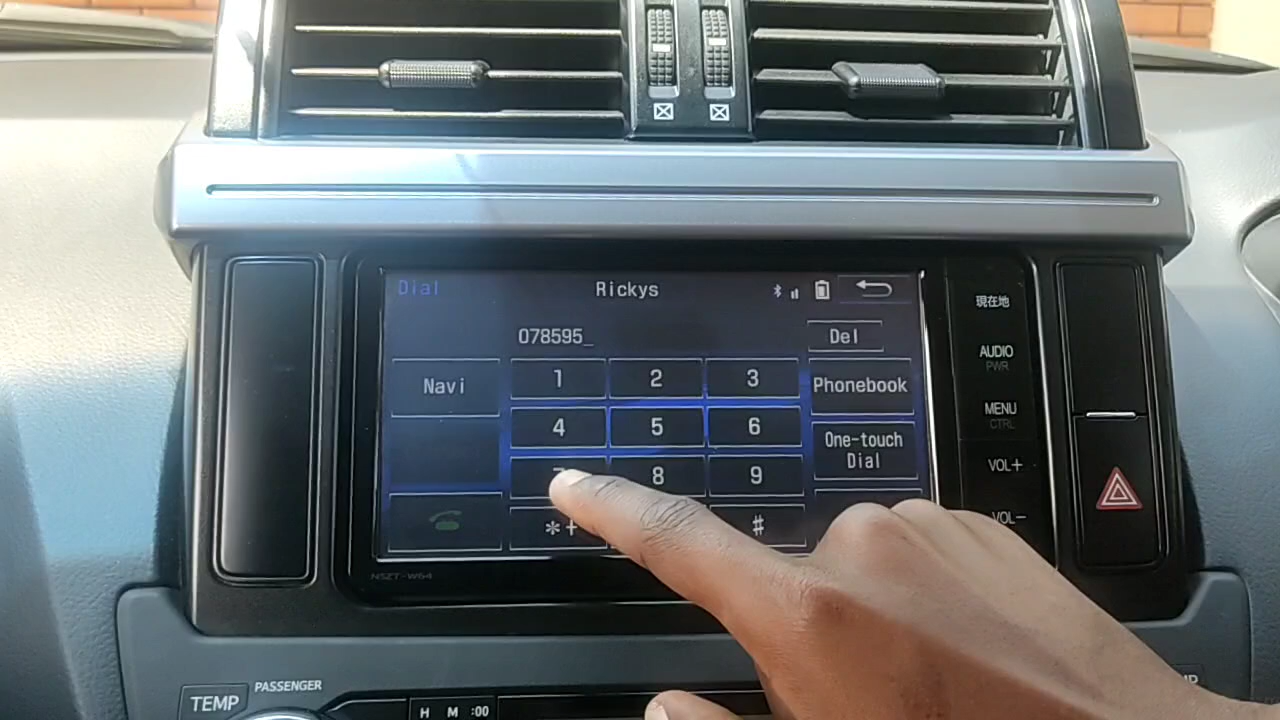 Dial
Rickys
078595_
Del
Navi
1
2
3
Phonebook
4
5
6
One-touch
Dial
8
9
*+
#
現在地
AUDIO
PWR
MENU
CTRL
VOL+
VOL-
NSZT-W64
TEMP
PASSENGER
H M :00